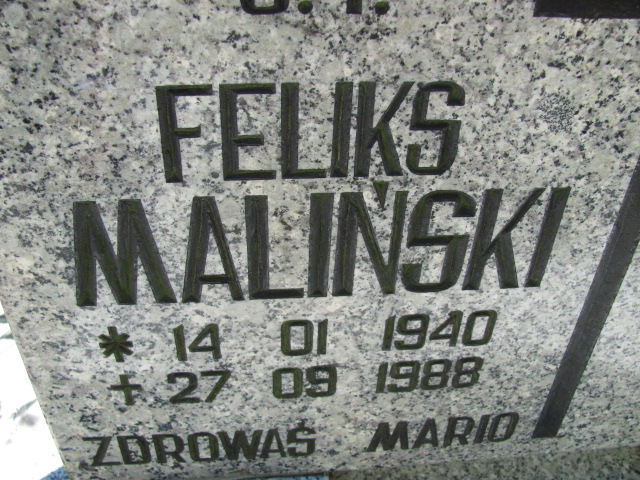 FELIKS
MALIŃSKI
* 14 01 1940
+ 27 09 1988
ZDROWAŚ MARIO